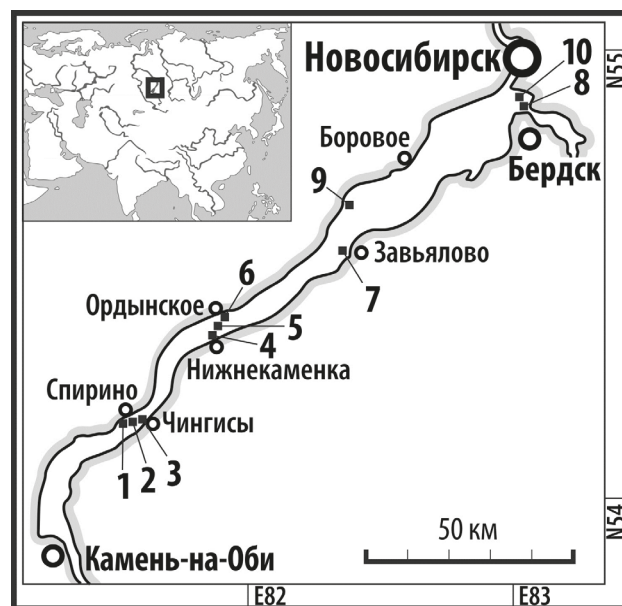 Новосибирск
10
8
N55
Боровое
Бердск
9
Завьялово
7
6
Ордынское
5
4
Нижнекаменка
Спирино
Чингисы
1 2 3
50 км
N54
Камень-на-Оби
E82
E83